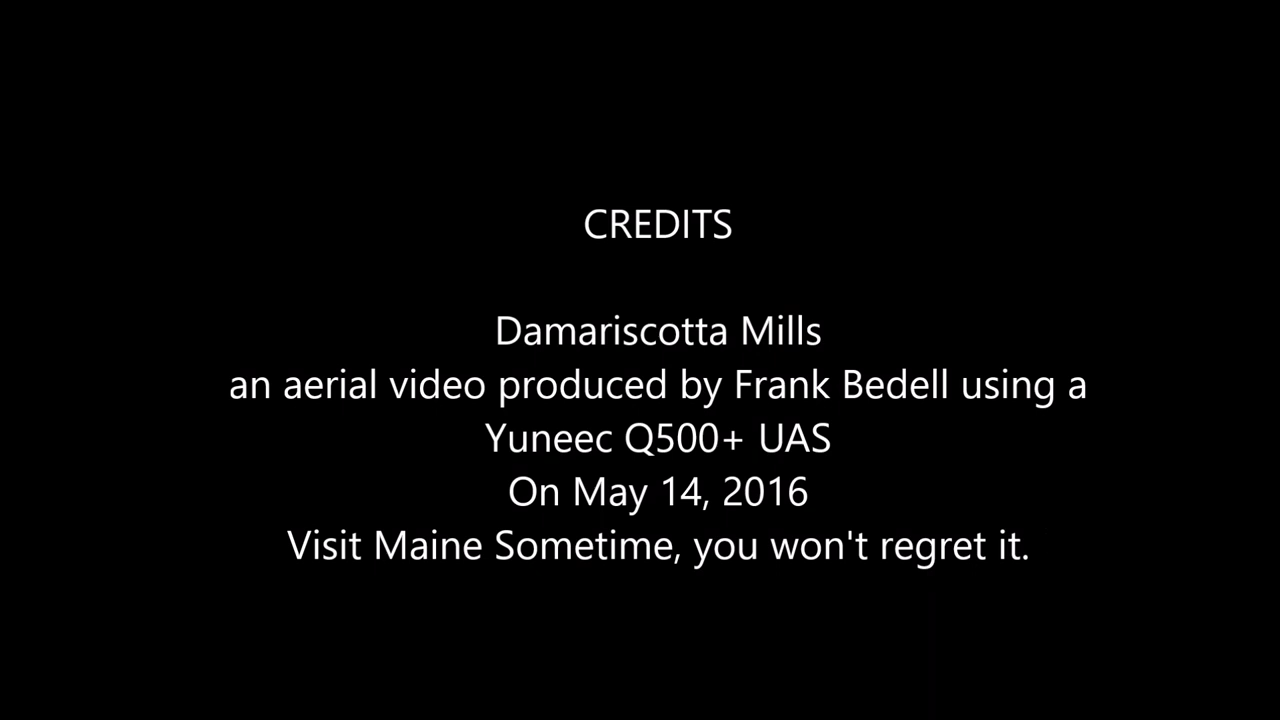 CREDITS
Damariscotta Mills
an aerial video produced by Frank Bedell using a
Yuneec Q500+ UAS
On May 14, 2016
Visit Maine Sometime, you won't regret it.